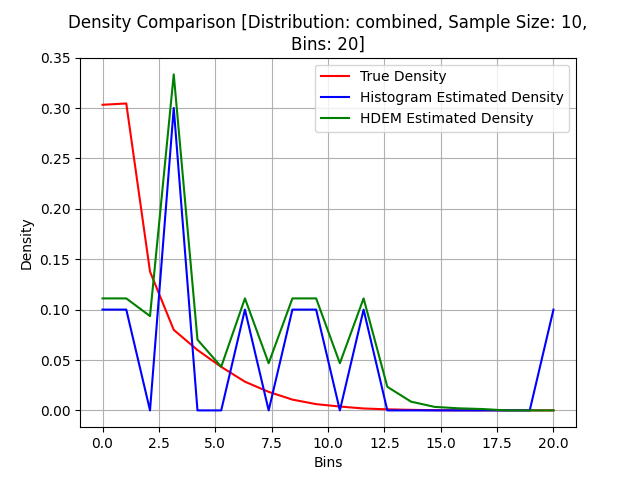 Density Comparison [Distribution: combined, Sample Size: 10,
Bins: 20]
True Density
Histogram Estimated Density
HDEM Estimated Density
Density
0.35
0.30
0.25
0.20
0.15
0.10
0.05
0.00
0.0 2.5 5.0 7.5 10.0 12.5 15.0 17.5 20.0
Bins